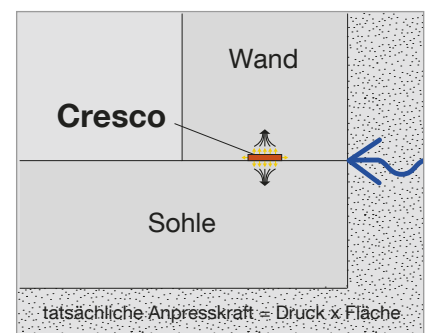 Wand
Cresco
Sohle
tatsächliche Anpresskraft = Druck x Fläche